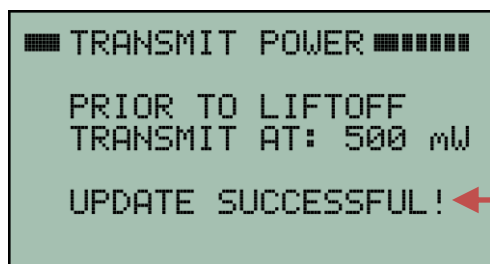 TRANSMIT POWER
PRIOR TO LIFTOFF
TRANSMIT AT: 500 mW
UPDATE SUCCESSFUL!